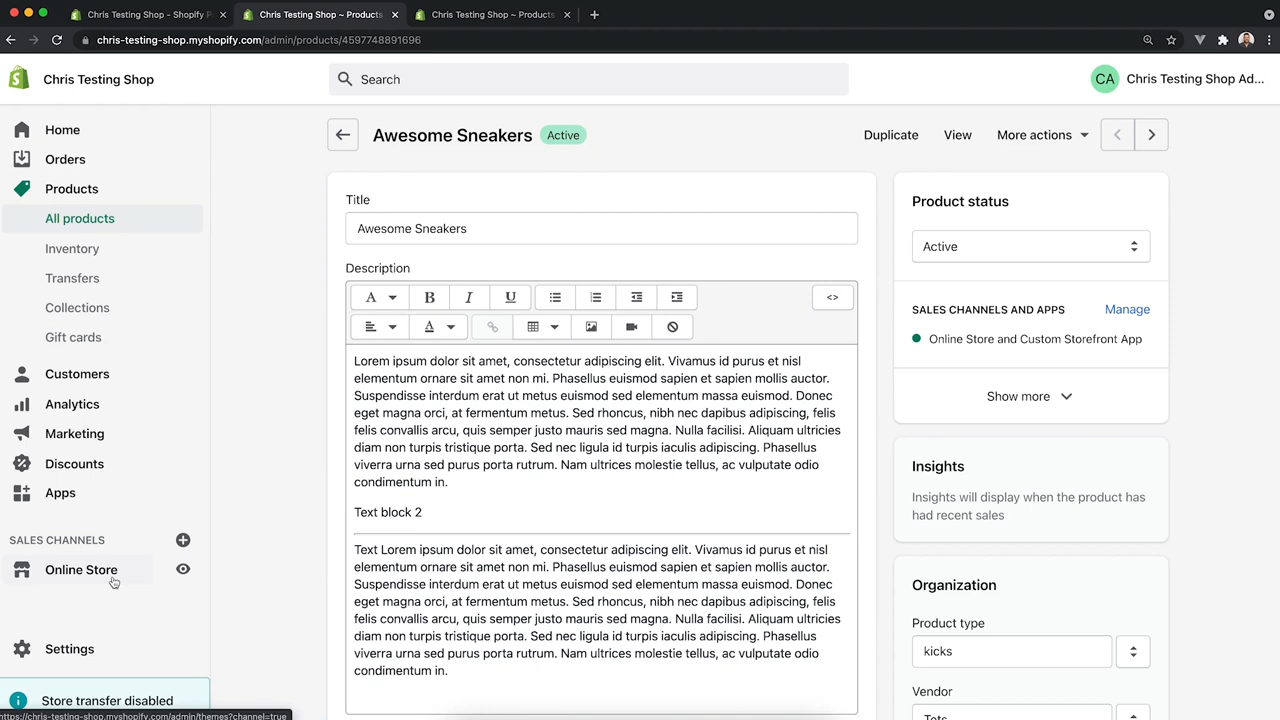 Chris Testing Shop - Shopify P
Chris Testing Shop ~ Products
Chris Testing Shop ~ Products
chris-testing-shop.myshopify.com/admin/products/4597748891696
Chris Testing Shop
Search
CA
Chris Testing Shop Ad...
Home
Orders
Products
All products
Inventory
Transfers
Collections
Gift cards
Customers
Analytics
Marketing
Discounts
Apps
SALES CHANNELS
Online Store
Settings
Store transfer disabled
https://chris-testing-shop.myshopify.com/admin/themes?channel=true
Awesome Sneakers
Active
Duplicate
View
More actions
Title
Awesome Sneakers
Description
A
B
I
U
<>
A
Lorem ipsum dolor sit amet, consectetur adipiscing elit. Vivamus id purus et nisl
elementum ornare sit amet non mi. Phasellus euismod sapien et sapien mollis auctor.
Suspendisse interdum erat ut metus euismod sed elementum massa euismod. Donec
eget magna orci, at fermentum metus. Sed rhoncus, nibh nec dapibus adipiscing, felis
felis convallis arcu, quis semper justo mauris sed magna. Nulla facilisi. Aliquam ultricies
diam non turpis tristique porta. Sed nec ligula id turpis iaculis adipiscing. Phasellus
viverra urna sed purus porta rutrum. Nam ultrices molestie tellus, ac vulputate odio
condimentum in.
Text block 2
Text Lorem ipsum dolor sit amet, consectetur adipiscing elit. Vivamus id purus et nisl
elementum ornare sit amet non mi. Phasellus euismod sapien et sapien mollis auctor.
Suspendisse interdum erat ut metus euismod sed elementum massa euismod. Donec
eget magna orci, at fermentum metus. Sed rhoncus, nibh nec dapibus adipiscing, felis
felis convallis arcu, quis semper justo mauris sed magna. Nulla facilisi. Aliquam ultricies
diam non turpis tristique porta. Sed nec ligula id turpis iaculis adipiscing. Phasellus
viverra urna sed purus porta rutrum. Nam ultrices molestie tellus, ac vulputate odio
condimentum in.
Product status
Active
SALES CHANNELS AND APPS
Manage
Online Store and Custom Storefront App
Show more
Insights
Insights will display when the product has
had recent sales
Organization
Product type
kicks
Vendor